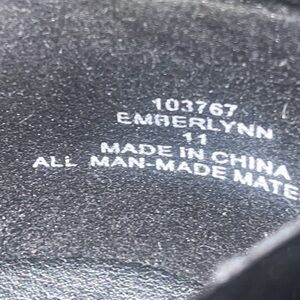 103767
EMBERLYNN
11
MADE IN CHINA
ALL MAN-MADE MATE